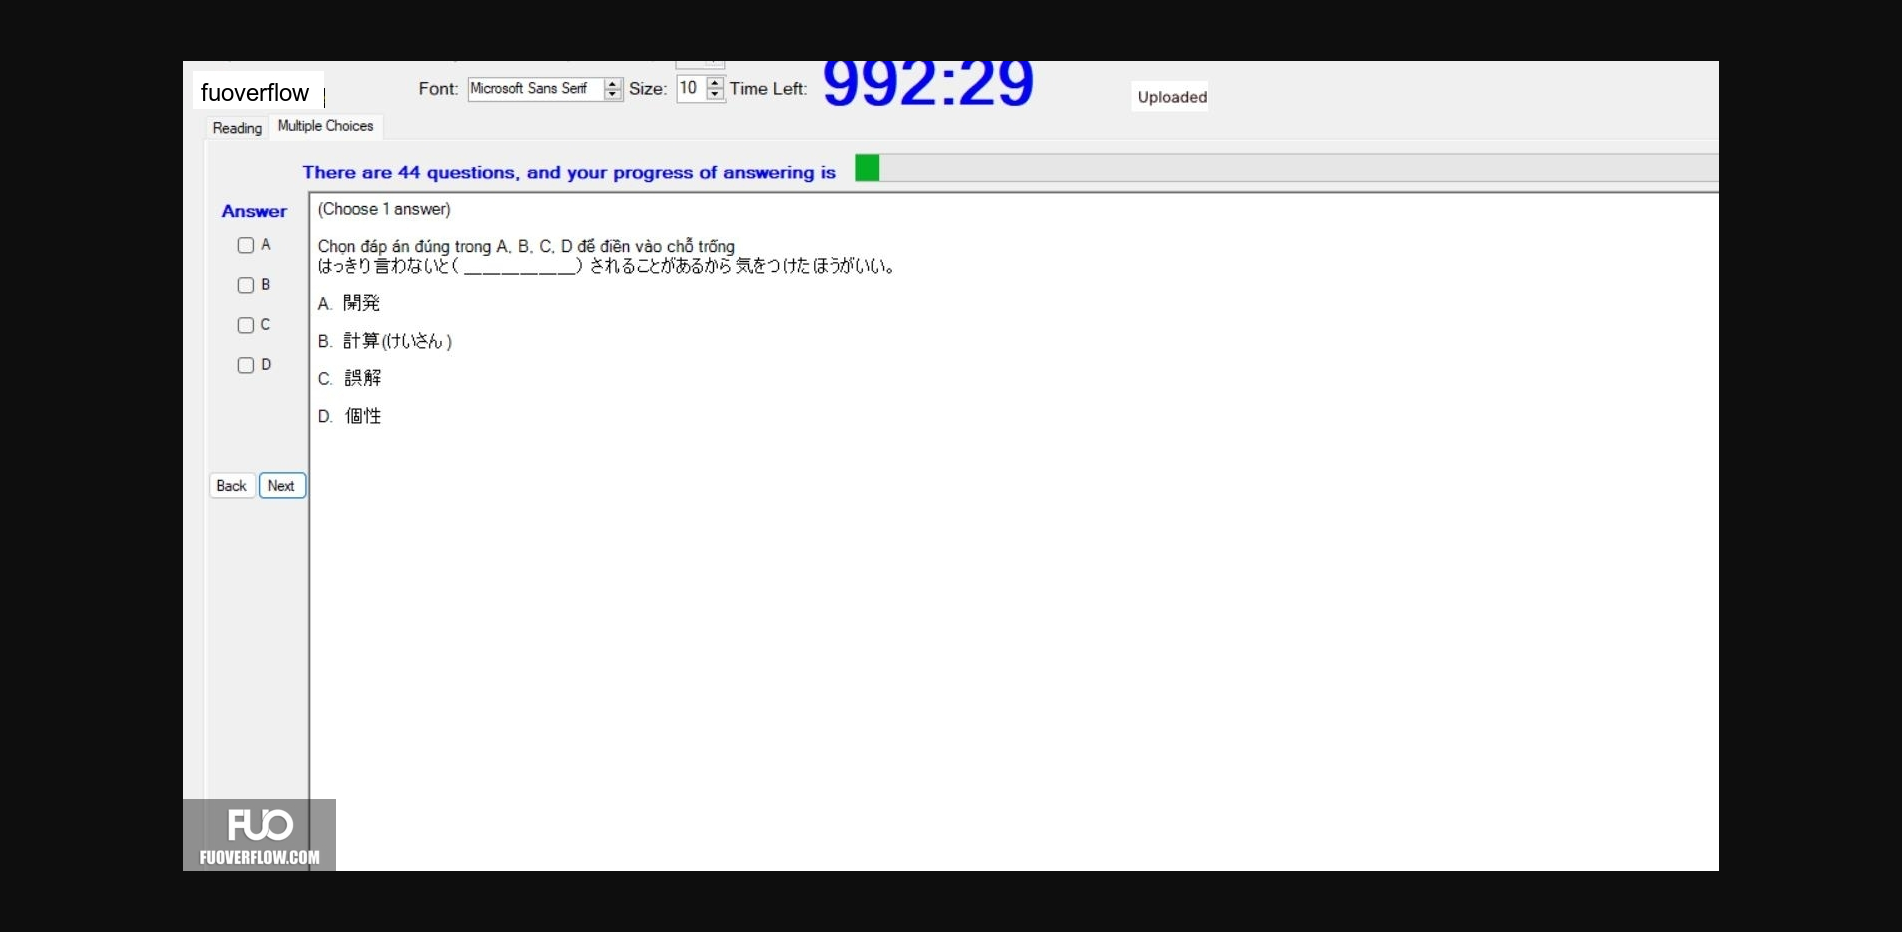 fuoverflow
Font: Microsoft Sans Serif Size: 10 Time Left: 992:29
Uploaded
Reading Multiple Choices
There are 44 questions, and your progress of answering is
Answer
(Choose 1 answer)
A
B
C
D
Chọn đáp án đúng trong A, B, C, D để điền vào chỗ trống
はっきり言わないと( ____________) されることがあるから気をつけたほうがいい。
A. 開発
B. 計算(けいさん)
C. 誤解
D. 個性
Back Next
FUO
FUOVERFLOW.COM